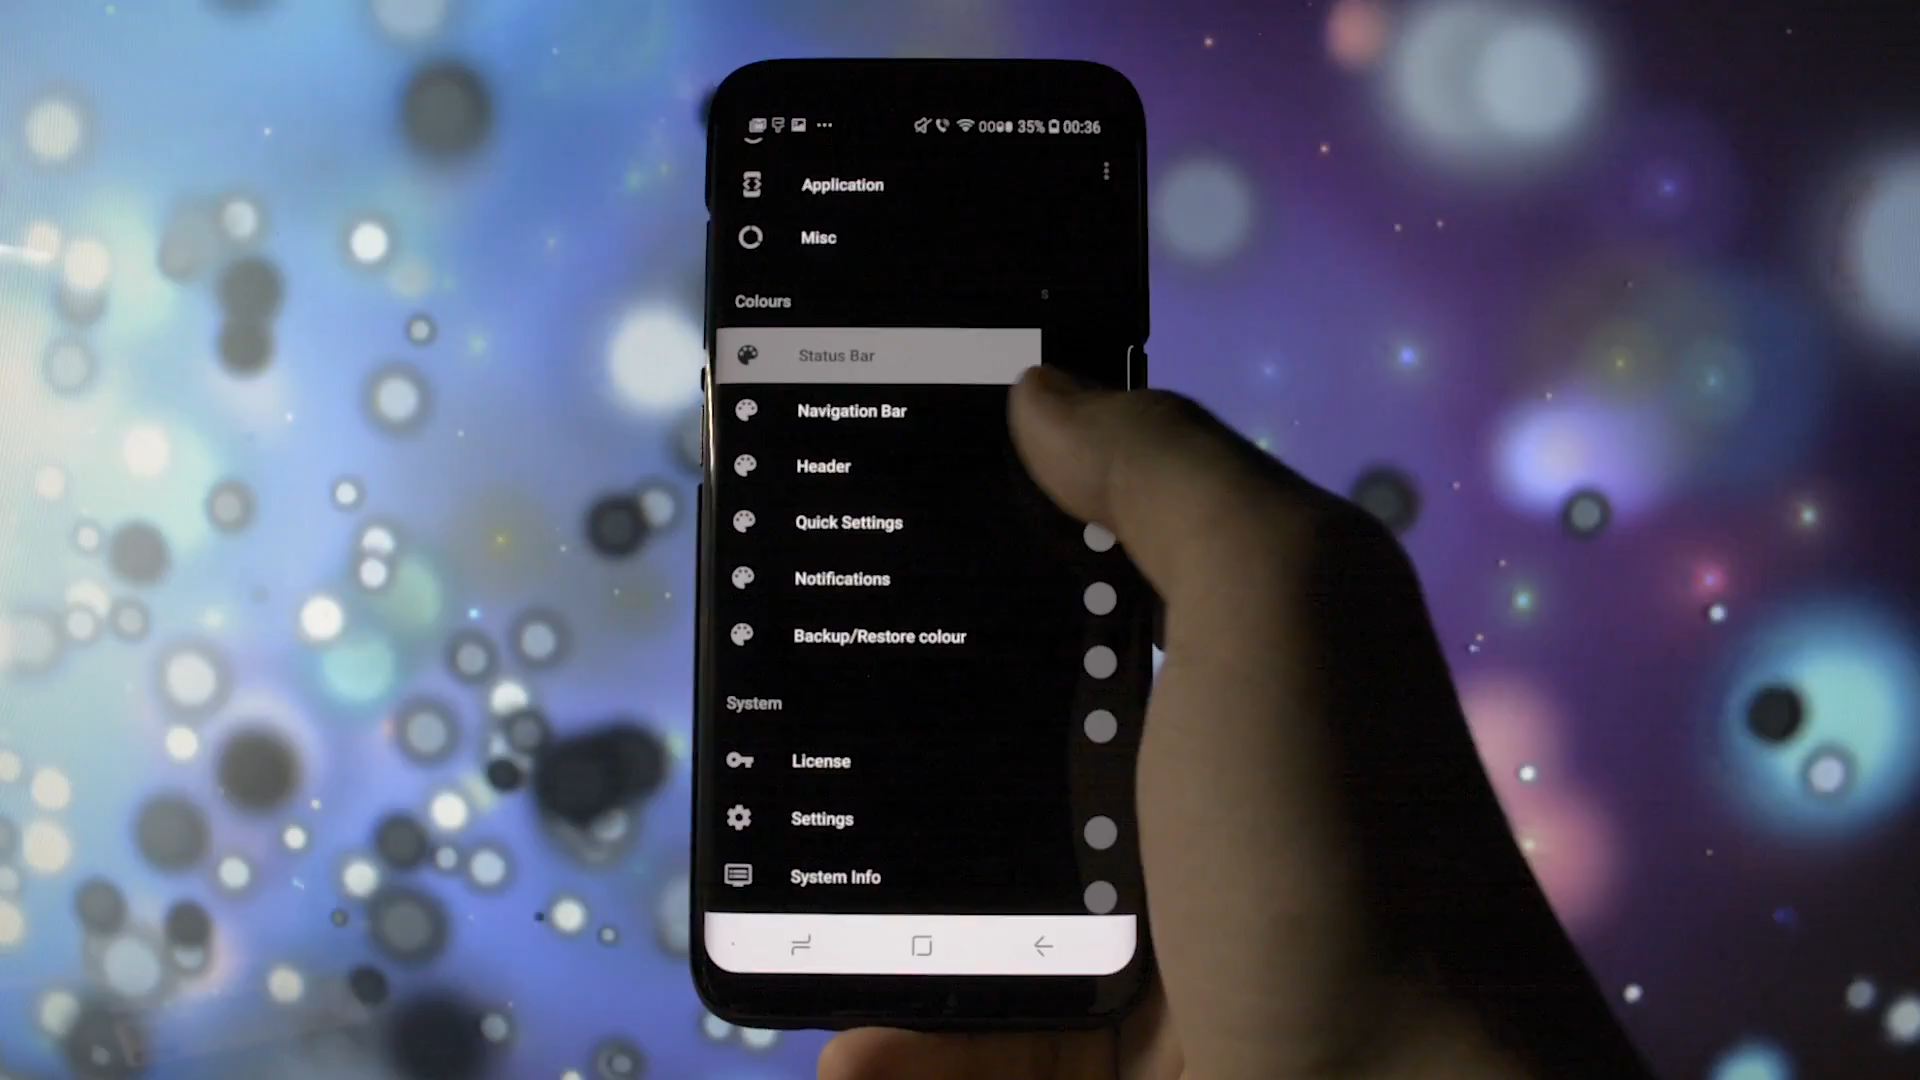 35% 00:36
Application
Misc
Colours
s
Status Bar
Navigation Bar
Header
Quick Settings
Notifications
Backup/Restore colour
System
License
Settings
System Info